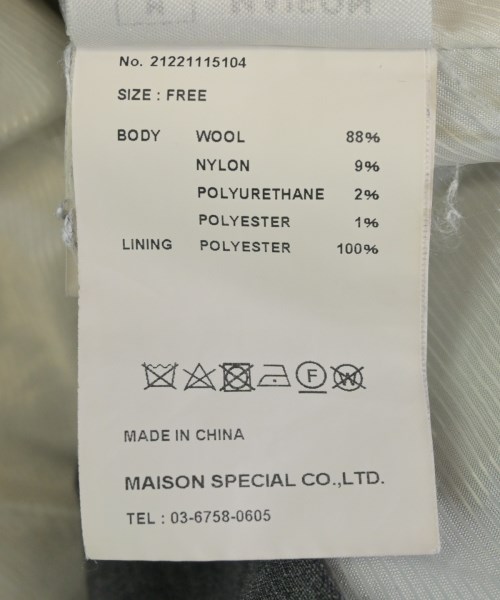 No. 21221115104
SIZE : FREE
BODY WOOL 88%
NYLON 9%
POLYURETHANE 2%
POLYESTER 1%
LINING POLYESTER 100%
F W
MADE IN CHINA
MAISON SPECIAL CO.,LTD.
TEL : 03-6758-0605